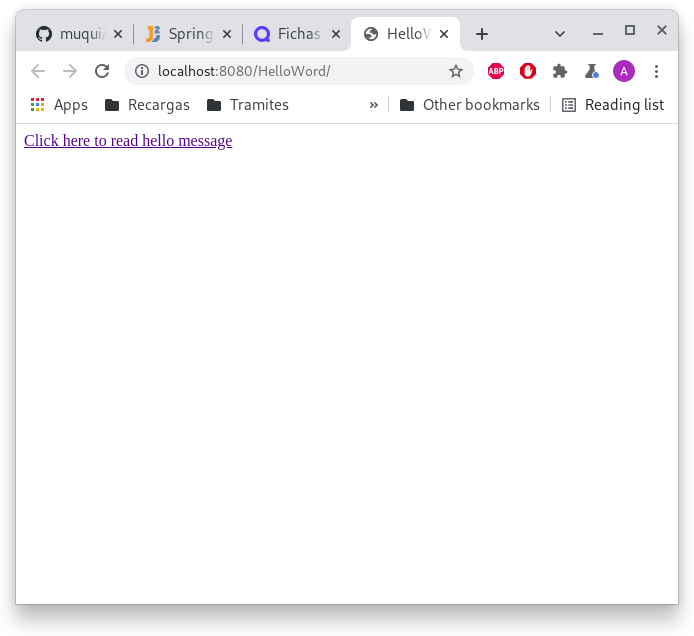 muqui/ Spring Fichas HelloW
localhost:8080/HelloWord/ ABP A
Apps Recargas Tramites » Other bookmarks Reading list
Click here to read hello message